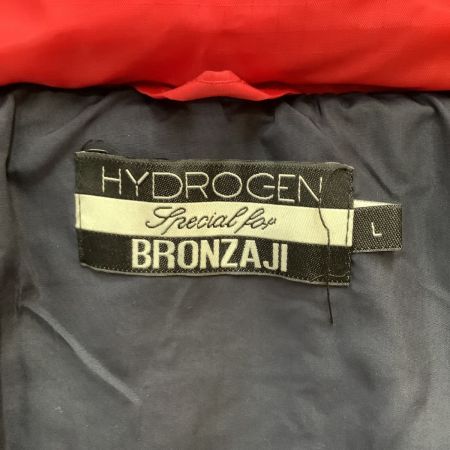 HYDROGEN
Special for
BRONZAJI
L